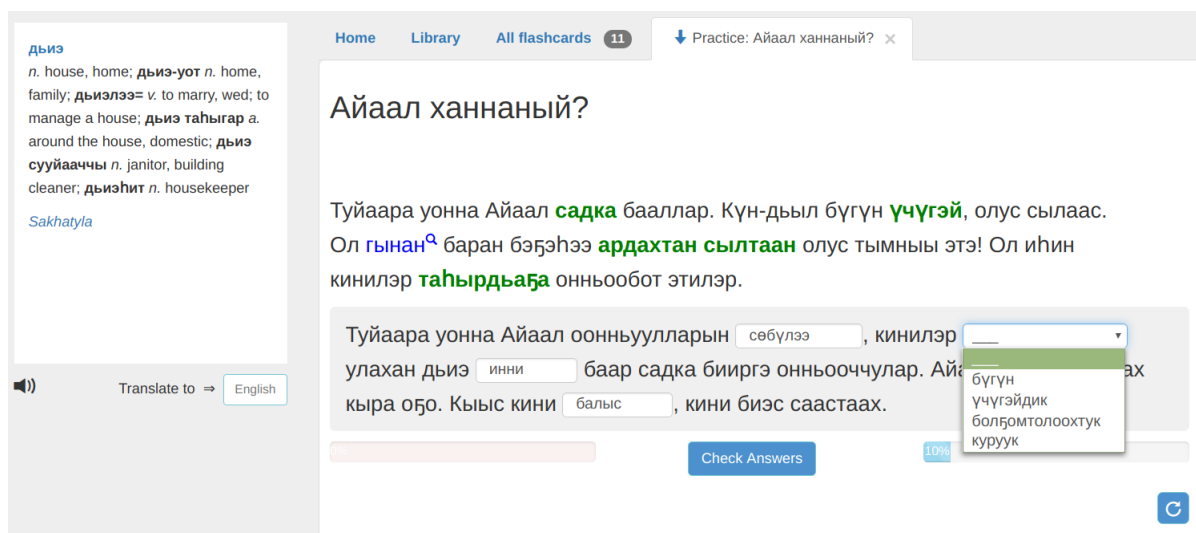 дьиэ
n. house, home; дьиэ-уот n. home,
family; дьиэлээ= v. to marry, wed; to
manage a house; дьиэ таһыгар a.
around the house, domestic; дьиэ
сууйааччы n. janitor, building
cleaner; дьиэһит n. housekeeper
Sakhatyla
Translate to ⇒ English
Home Library All flashcards 11 Practice: Айаал ханнаный? ×
Айаал ханнаный?
Туйаара уонна Айаал садка бааллар. Күн-дьыл бүгүн үчүгэй, олус сылаас.
Ол гынан баран бэҕэһээ ардахтан сылтаан олус тымныы этэ! Ол иһин
кинилэр таһырдьаҕа онньообот этилэр.
Туйаара уонна Айаал оонньуулларын сөбүлээ , кинилэр ___
улахан дьиэ инни баар садка бииргэ онньооччулар. Айа ах
кыра оҕо. Кыыс кини балыс , кини биэс саастаах.
___
бүгүн
үчүгэйдик
болҕомтолоохтук
куруук
Check Answers
10%